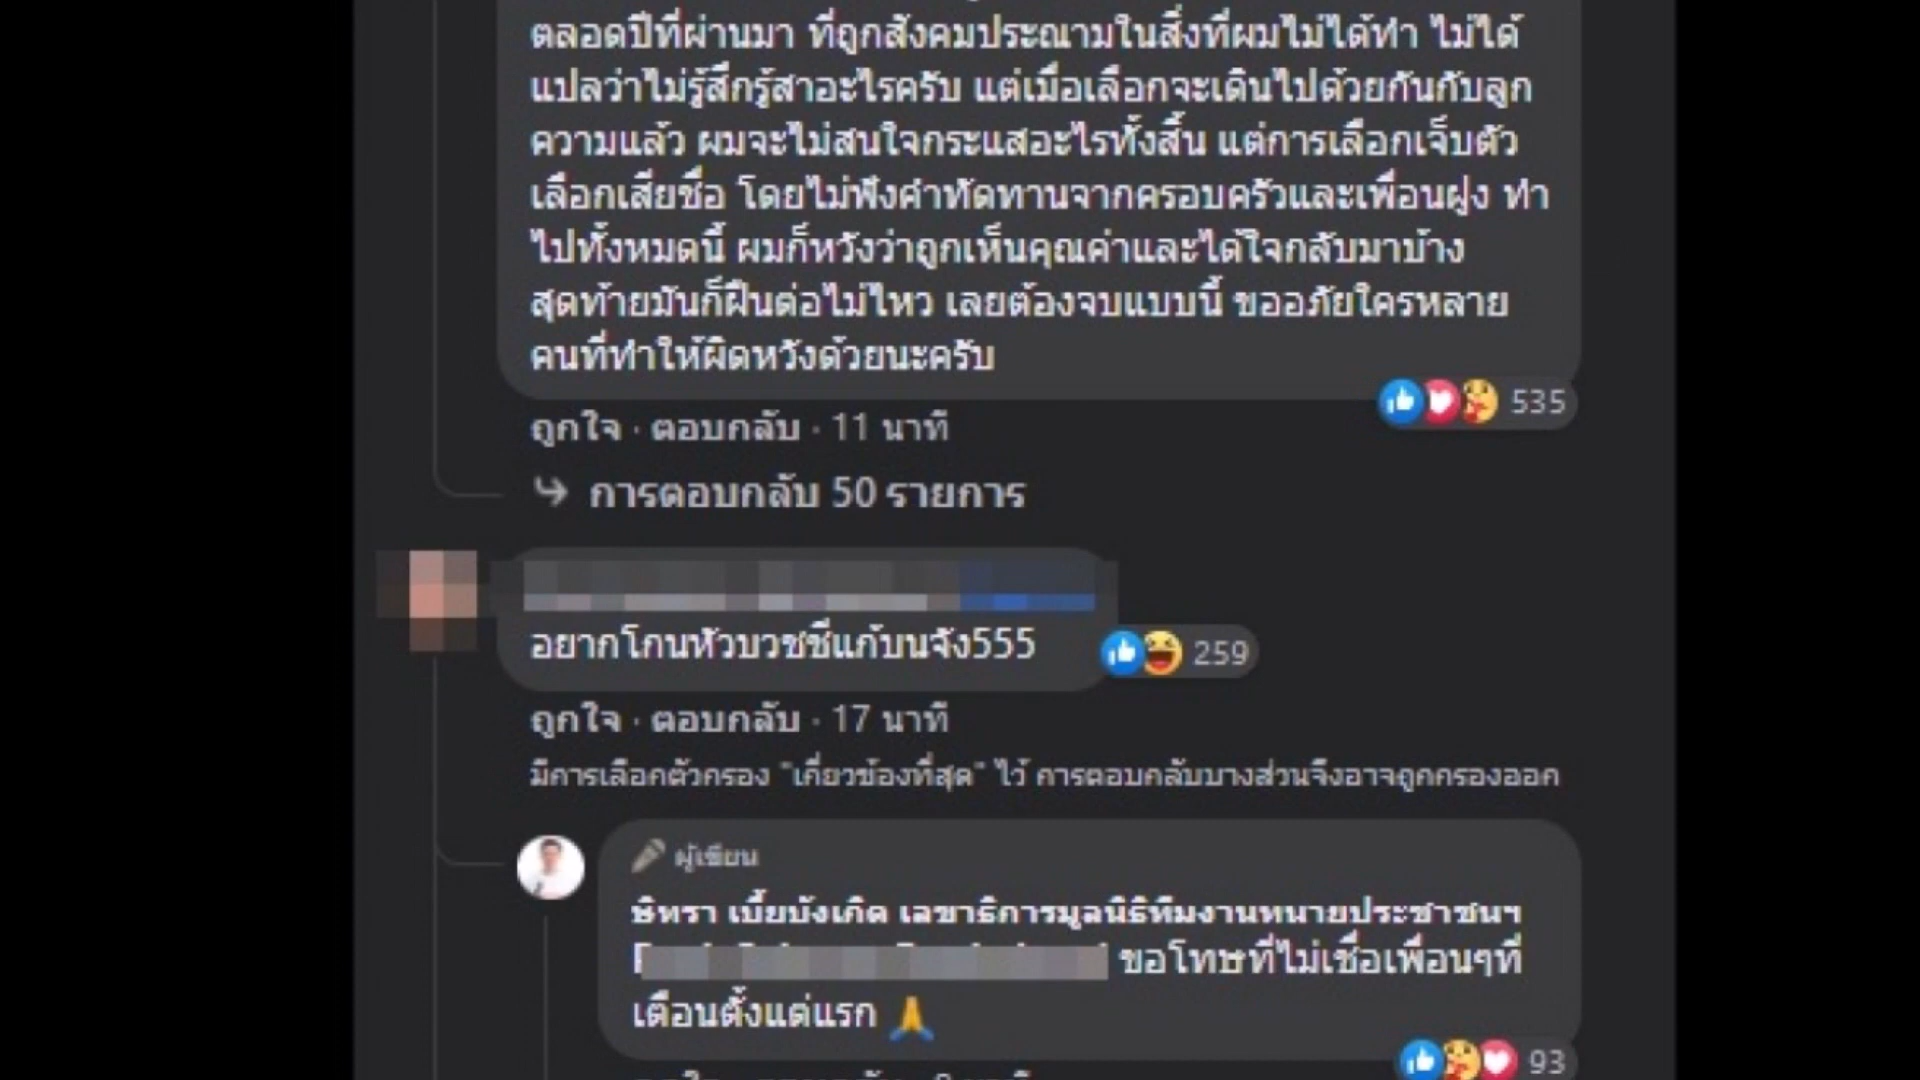 ตลอดปีที่ผ่านมา ที่ถูกสังคมประณามในสิ่งที่ผมไม่ได้ทำ ไม่ได้
แปลว่าไม่รู้สึกรู้สาอะไรครับ แต่เมื่อเลือกจะเดินไปด้วยกันกับลูก
ความแล้ว ผมจะไม่สนใจกระแสอะไรทั้งสิ้น แต่การเลือกเจ็บตัว
เลือกเสียชื่อ โดยไม่ฟังคำทัดทานจากครอบครัวและเพื่อนฝูง ทำ
ไปทั้งหมดนี้ ผมก็หวังว่าถูกเห็นคุณค่าและได้ใจกลับมาบ้าง
สุดท้ายมันก็ฝืนต่อไม่ไหว เลยต้องจบแบบนี้ ขออภัยใครหลาย
คนที่ทำให้ผิดหวังด้วยนะครับ
535
ถูกใจ · ตอบกลับ · 11 นาที
การตอบกลับ 50 รายการ
อยากโกนหัวบวชชีแก้บนจัง555
259
ถูกใจ · ตอบกลับ · 17 นาที
มีการเลือกตัวกรอง "เกี่ยวข้องที่สุด" ไว้ การตอบกลับบางส่วนจึงอาจถูกกรองออก
ผู้เขียน
ษิทรา เบี้ยบังเกิด เลขาธิการมูลนิธิทีมงานทนายประชาชนฯ
ขอโทษที่ไม่เชื่อเพื่อนๆที่
เตือนตั้งแต่แรก 🙏
93